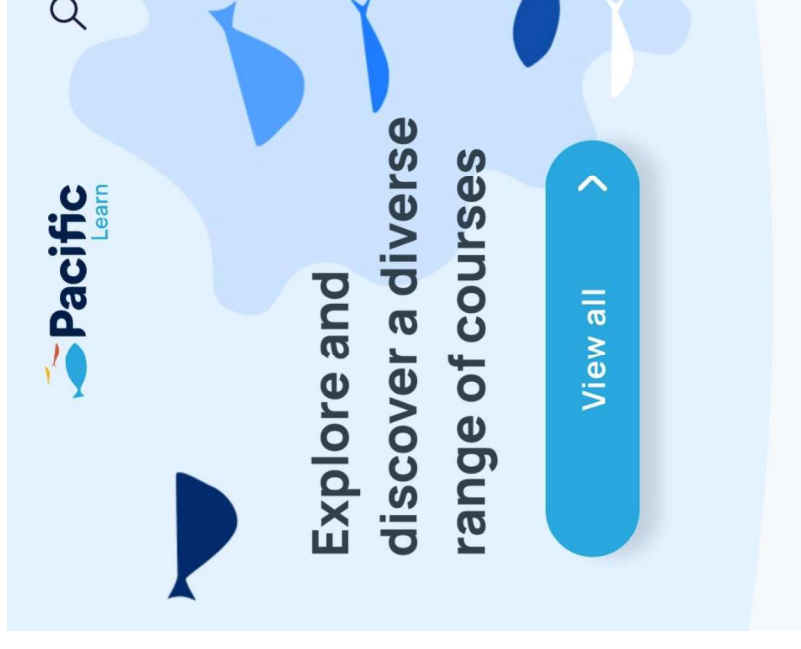 Pacific
Learn
Explore and
discover a diverse
range of courses
View all